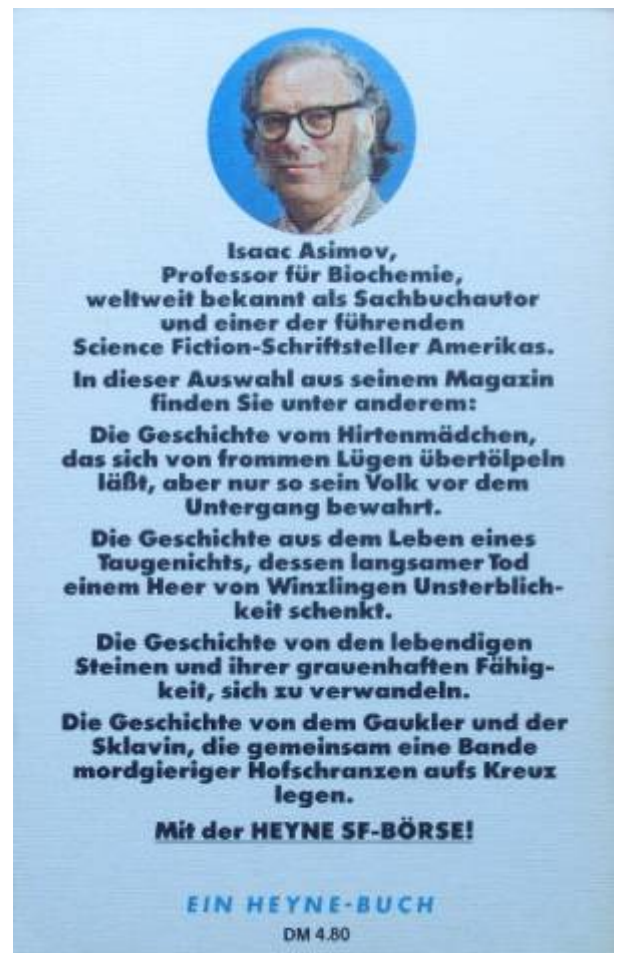 Isaac Asimov,
Professor für Biochemie,
weltweit bekannt als Sachbuchautor
und einer der führenden
Science Fiction-Schriftsteller Amerikas.
In dieser Auswahl aus seinem Magazin
finden Sie unter anderem:
Die Geschichte vom Hirtenmädchen,
das sich von frommen Lügen übertölpeln
läßt, aber nur so sein Volk vor dem
Untergang bewahrt.
Die Geschichte aus dem Leben eines
Taugenichts, dessen langsamer Tod
einem Heer von Winzlingen Unsterblich-
keit schenkt.
Die Geschichte von den lebendigen
Steinen und ihrer grauenhaften Fähig-
keit, sich zu verwandeln.
Die Geschichte von dem Gaukler und der
Sklavin, die gemeinsam eine Bande
mordgieriger Hofschranzen aufs Kreuz
legen.
Mit der HEYNE SF-BÖRSE!
EIN HEYNE-BUCH
DM 4.80